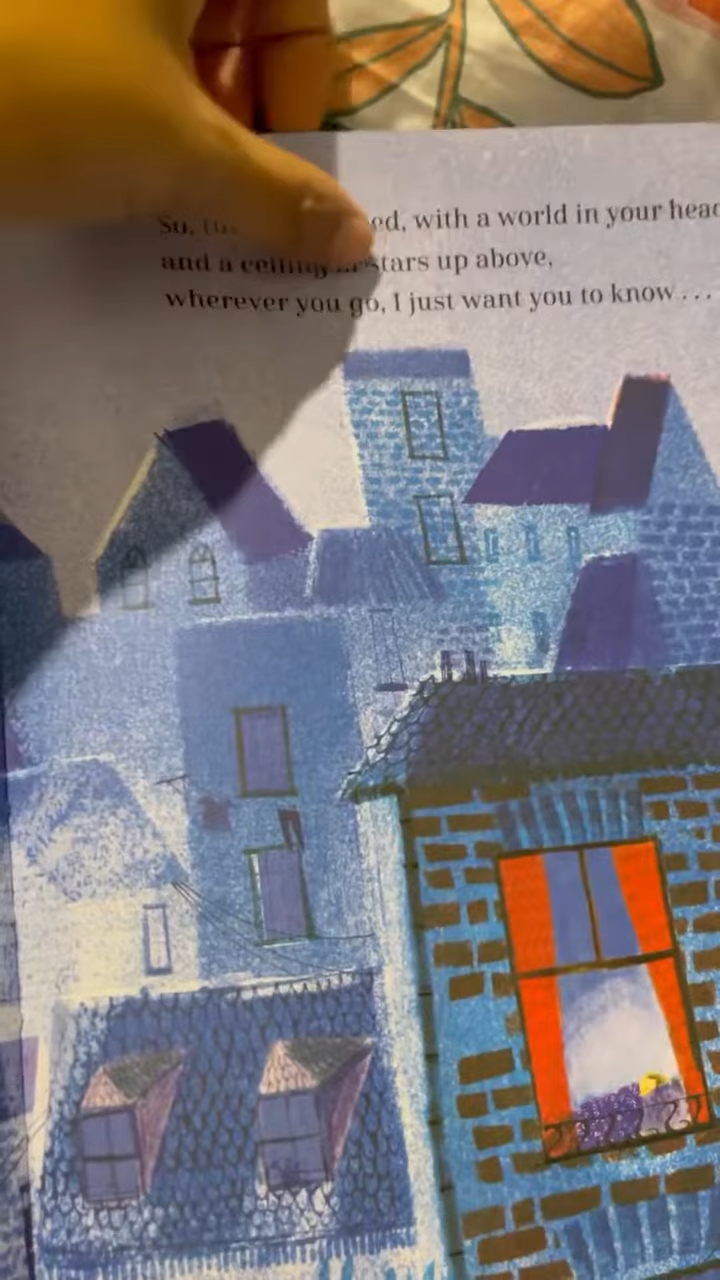 So, ed, with a world in your head
and a ceiling stars up above,
wherever you go, I just want you to know . . .